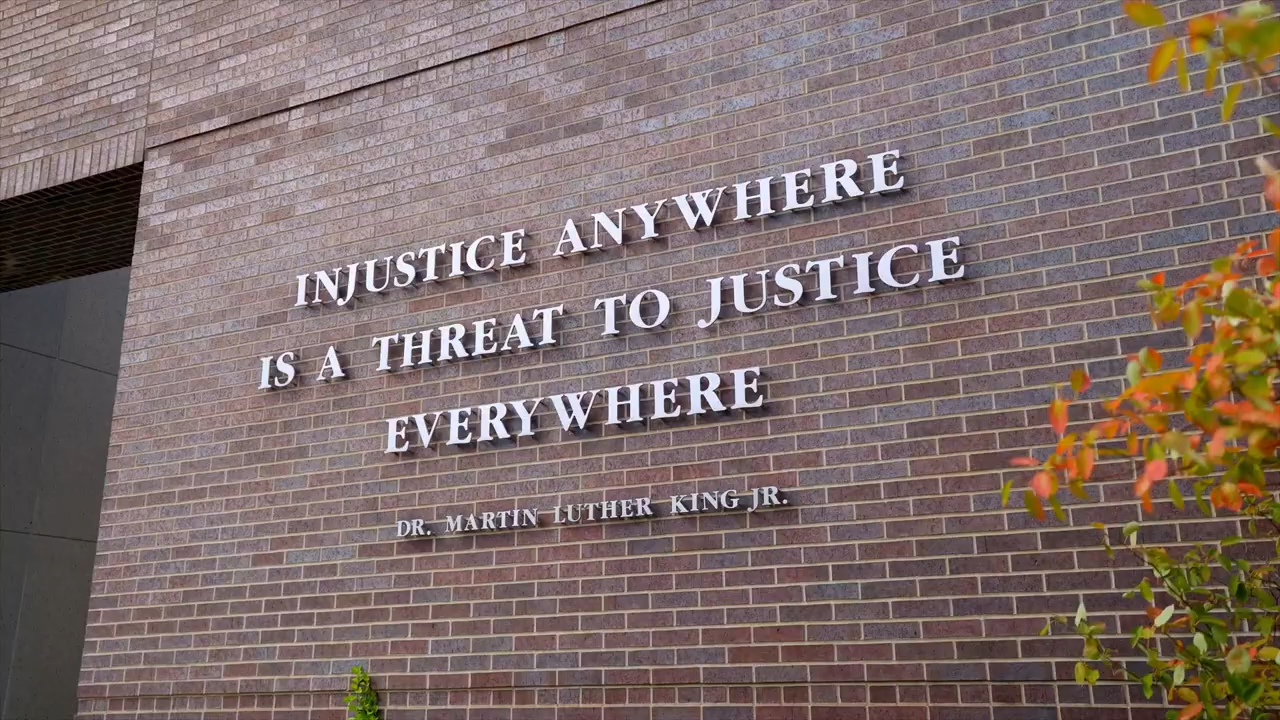 INJUSTICE ANYWHERE
IS A THREAT TO JUSTICE
EVERYWHERE
DR. MARTIN LUTHER KING JR.